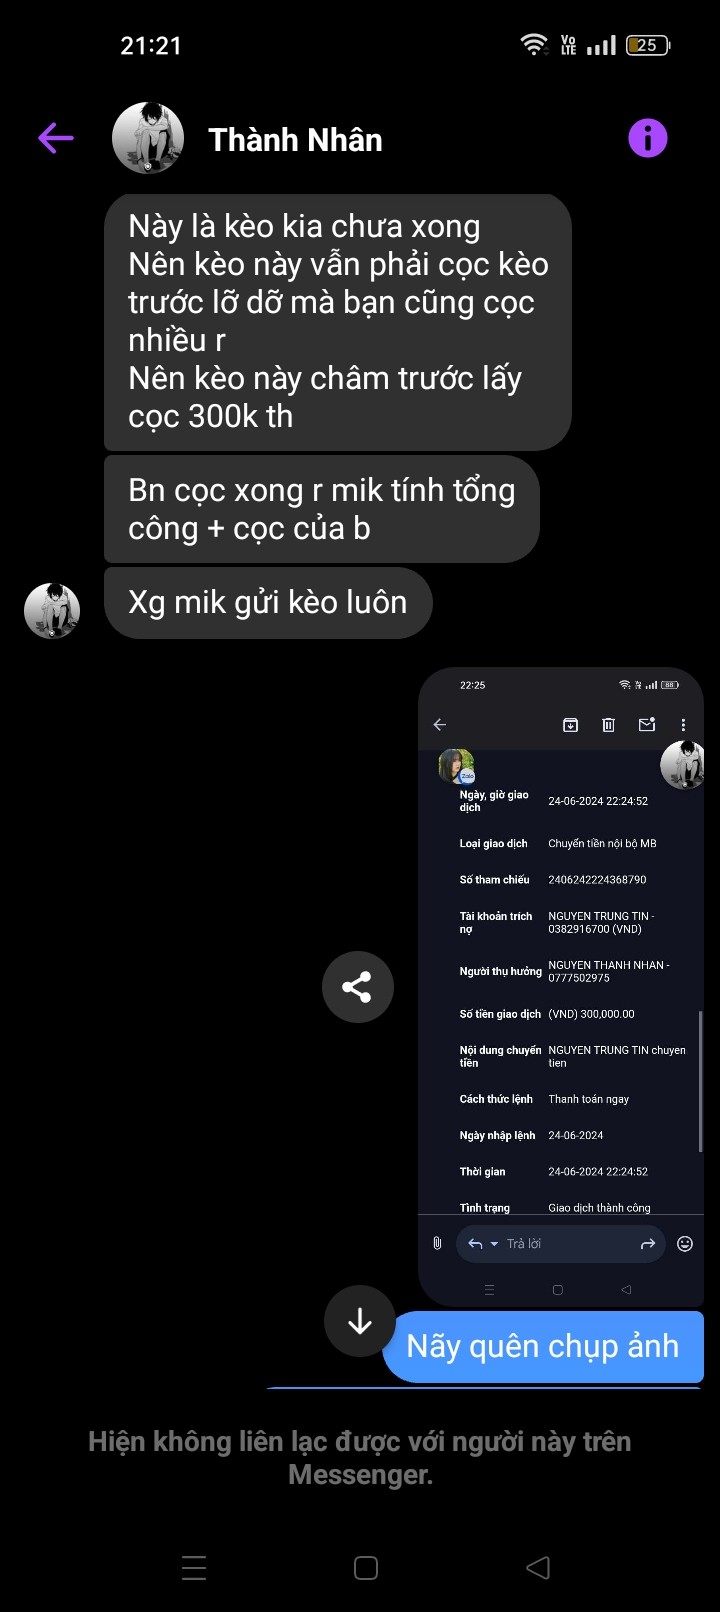 21:21
Vo
LTE
25
Thành Nhân
Này là kèo kia chưa xong
Nên kèo này vẫn phải cọc kèo
trước lỡ dỡ mà bạn cũng cọc
nhiều r
Nên kèo này châm trước lấy
cọc 300k th
Bn cọc xong r mik tính tổng
công + cọc của b
Xg mik gửi kèo luôn
22:25
88
Zalo
Ngày, giờ giao
dịch
24-06-2024 22:24:52
Loại giao dịch
Chuyển tiền nội bộ MB
Số tham chiếu
2406242224368790
Tài khoản trích
nợ
NGUYEN TRUNG TIN -
0382916700 (VND)
Người thụ hưởng
NGUYEN THANH NHAN -
0777502975
Số tiền giao dịch
(VND) 300,000.00
Nội dung chuyển
tiền
NGUYEN TRUNG TIN chuyen
tien
Cách thức lệnh
Thanh toán ngay
Ngày nhập lệnh
24-06-2024
Thời gian
24-06-2024 22:24:52
Tình trạng
Giao dịch thành công
Trả lời
Nãy quên chụp ảnh
Hiện không liên lạc được với người này trên
Messenger.